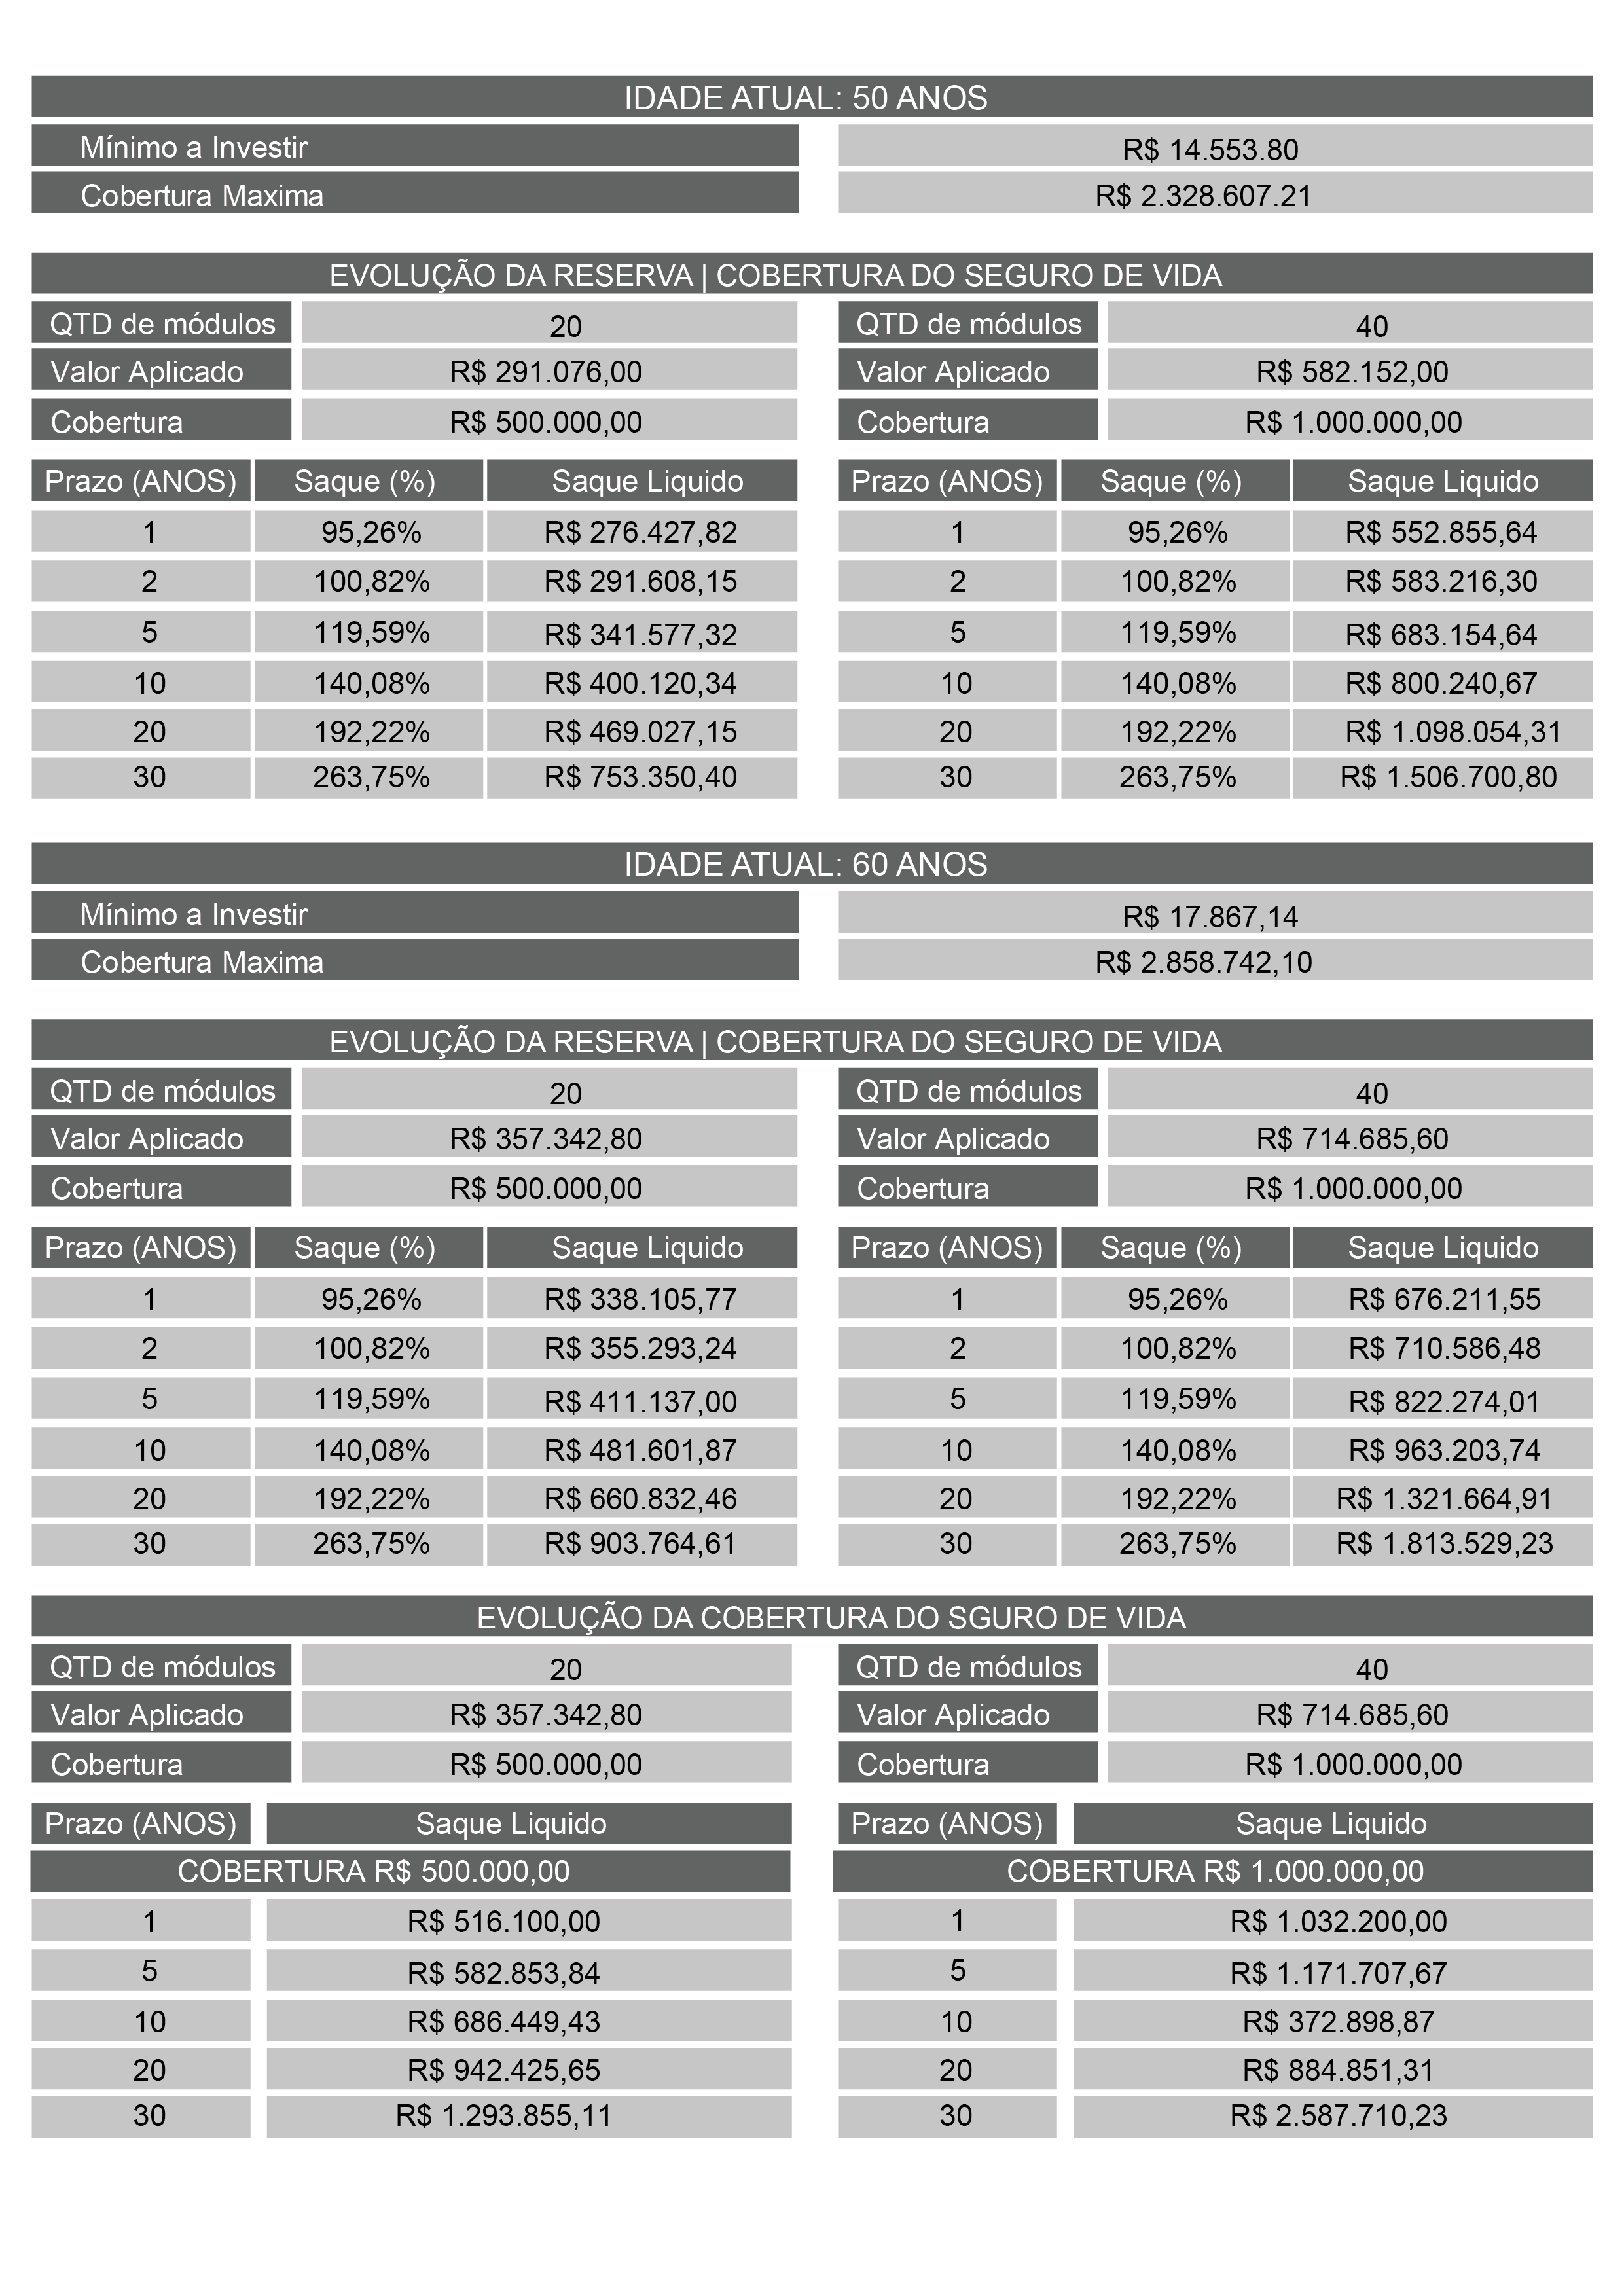 IDADE ATUAL: 50 ANOS
Mínimo a Investir R$ 14.553.80
Cobertura Maxima R$ 2.328.607.21
EVOLUÇÃO DA RESERVA | COBERTURA DO SEGURO DE VIDA
QTD de módulos 20 QTD de módulos 40
Valor Aplicado R$ 291.076,00 Valor Aplicado R$ 582.152,00
Cobertura R$ 500.000,00 Cobertura R$ 1.000.000,00
Prazo (ANOS) Saque (%) Saque Liquido Prazo (ANOS) Saque (%) Saque Liquido
1 95,26% R$ 276.427,82 1 95,26% R$ 552.855,64
2 100,82% R$ 291.608,15 2 100,82% R$ 583.216,30
5 119,59% R$ 341.577,32 5 119,59% R$ 683.154,64
10 140,08% R$ 400.120,34 10 140,08% R$ 800.240,67
20 192,22% R$ 469.027,15 20 192,22% R$ 1.098.054,31
30 263,75% R$ 753.350,40 30 263,75% R$ 1.506.700,80
IDADE ATUAL: 60 ANOS
Mínimo a Investir R$ 17.867,14
Cobertura Maxima R$ 2.858.742,10
EVOLUÇÃO DA RESERVA | COBERTURA DO SEGURO DE VIDA
QTD de módulos 20 QTD de módulos 40
Valor Aplicado R$ 357.342,80 Valor Aplicado R$ 714.685,60
Cobertura R$ 500.000,00 Cobertura R$ 1.000.000,00
Prazo (ANOS) Saque (%) Saque Liquido Prazo (ANOS) Saque (%) Saque Liquido
1 95,26% R$ 338.105,77 1 95,26% R$ 676.211,55
2 100,82% R$ 355.293,24 2 100,82% R$ 710.586,48
5 119,59% R$ 411.137,00 5 119,59% R$ 822.274,01
10 140,08% R$ 481.601,87 10 140,08% R$ 963.203,74
20 192,22% R$ 660.832,46 20 192,22% R$ 1.321.664,91
30 263,75% R$ 903.764,61 30 263,75% R$ 1.813.529,23
EVOLUÇÃO DA COBERTURA DO SGURO DE VIDA
QTD de módulos 20 QTD de módulos 40
Valor Aplicado R$ 357.342,80 Valor Aplicado R$ 714.685,60
Cobertura R$ 500.000,00 Cobertura R$ 1.000.000,00
Prazo (ANOS) Saque Liquido Prazo (ANOS) Saque Liquido
COBERTURA R$ 500.000,00 COBERTURA R$ 1.000.000,00
1 R$ 516.100,00 1 R$ 1.032.200,00
5 R$ 582.853,84 5 R$ 1.171.707,67
10 R$ 686.449,43 10 R$ 372.898,87
20 R$ 942.425,65 20 R$ 884.851,31
30 R$ 1.293.855,11 30 R$ 2.587.710,23